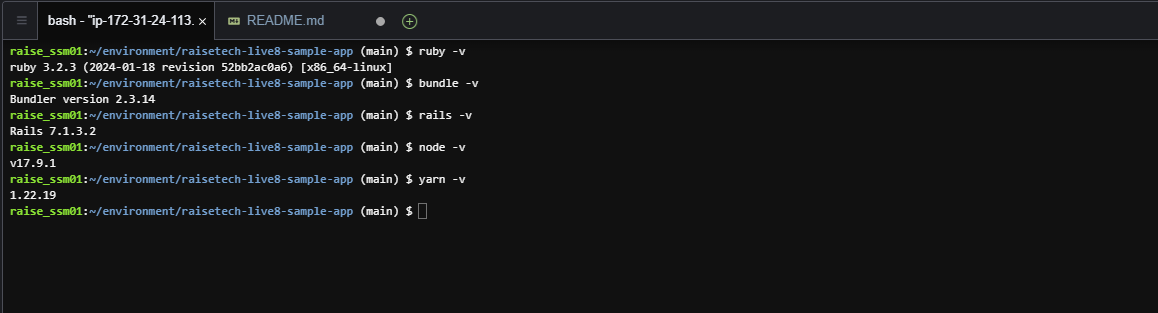 bash - "ip-172-31-24-113. ×
README.md
raise_ssm01:~/environment/raisetech-live8-sample-app (main) $ ruby -v
ruby 3.2.3 (2024-01-18 revision 52bb2ac0a6) [x86_64-linux]
raise_ssm01:~/environment/raisetech-live8-sample-app (main) $ bundle -v
Bundler version 2.3.14
raise_ssm01:~/environment/raisetech-live8-sample-app (main) $ rails -v
Rails 7.1.3.2
raise_ssm01:~/environment/raisetech-live8-sample-app (main) $ node -v
v17.9.1
raise_ssm01:~/environment/raisetech-live8-sample-app (main) $ yarn -v
1.22.19
raise_ssm01:~/environment/raisetech-live8-sample-app (main) $